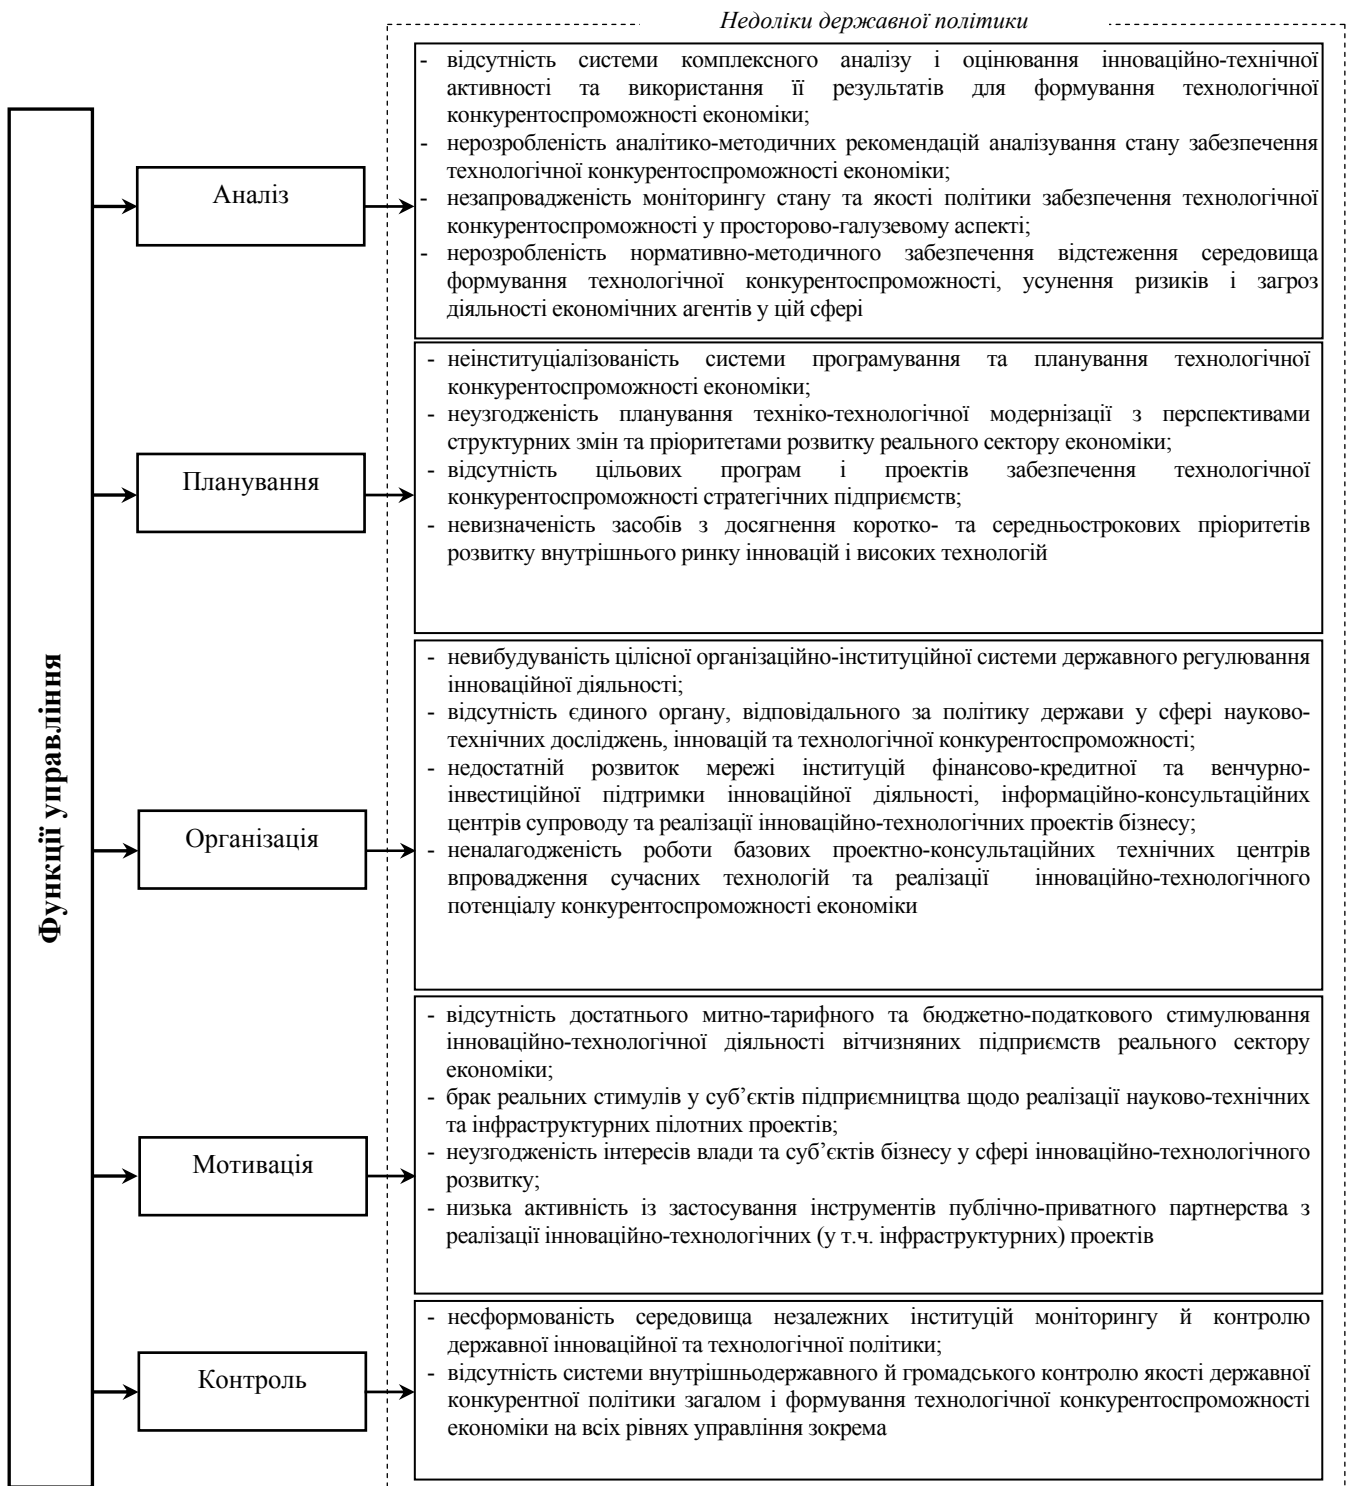 Недоліки державної політики
Функції управління
Аналіз
- відсутність системи комплексного аналізу і оцінювання інноваційно-технічної
активності та використання її результатів для формування технологічної
конкурентоспроможності економіки;
- нерозробленість аналітико-методичних рекомендацій аналізування стану забезпечення
технологічної конкурентоспроможності економіки;
- незапровадженість моніторингу стану та якості політики забезпечення технологічної
конкурентоспроможності у просторово-галузевому аспекті;
- нерозробленість нормативно-методичного забезпечення відстеження середовища
формування технологічної конкурентоспроможності, усунення ризиків і загроз
діяльності економічних агентів у цій сфері
Планування
- неінституціалізованість системи програмування та планування технологічної
конкурентоспроможності економіки;
- неузгодженість планування техніко-технологічної модернізації з перспективами
структурних змін та пріоритетами розвитку реального сектору економіки;
- відсутність цільових програм і проектів забезпечення технологічної
конкурентоспроможності стратегічних підприємств;
- невизначеність засобів з досягнення коротко- та середньострокових пріоритетів
розвитку внутрішнього ринку інновацій і високих технологій
Організація
- невибудуваність цілісної організаційно-інституційної системи державного регулювання
інноваційної діяльності;
- відсутність єдиного органу, відповідального за політику держави у сфері науково-
технічних досліджень, інновацій та технологічної конкурентоспроможності;
- недостатній розвиток мережі інституцій фінансово-кредитної та венчурно-
інвестиційної підтримки інноваційної діяльності, інформаційно-консультаційних
центрів супроводу та реалізації інноваційно-технологічних проектів бізнесу;
- неналагодженість роботи базових проектно-консультаційних технічних центрів
впровадження сучасних технологій та реалізації інноваційно-технологічного
потенціалу конкурентоспроможності економіки
Мотивація
- відсутність достатнього митно-тарифного та бюджетно-податкового стимулювання
інноваційно-технологічної діяльності вітчизняних підприємств реального сектору
економіки;
- брак реальних стимулів у суб’єктів підприємництва щодо реалізації науково-технічних
та інфраструктурних пілотних проектів;
- неузгодженість інтересів влади та суб’єктів бізнесу у сфері інноваційно-технологічного
розвитку;
- низька активність із застосування інструментів публічно-приватного партнерства з
реалізації інноваційно-технологічних (у т.ч. інфраструктурних) проектів
Контроль
- несформованість середовища незалежних інституцій моніторингу й контролю
державної інноваційної та технологічної політики;
- відсутність системи внутрішньодержавного й громадського контролю якості державної
конкурентної політики загалом і формування технологічної конкурентоспроможності
економіки на всіх рівнях управління зокрема